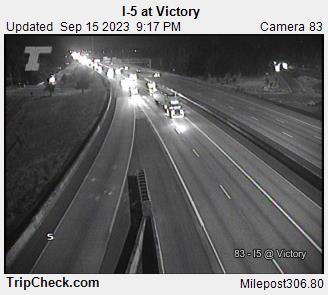 I-5 at Victory
Updated Sep 15 2023 9:17 PM Camera 83
S
83 - I5 @ Victory
TripCheck.com Milepost306.80